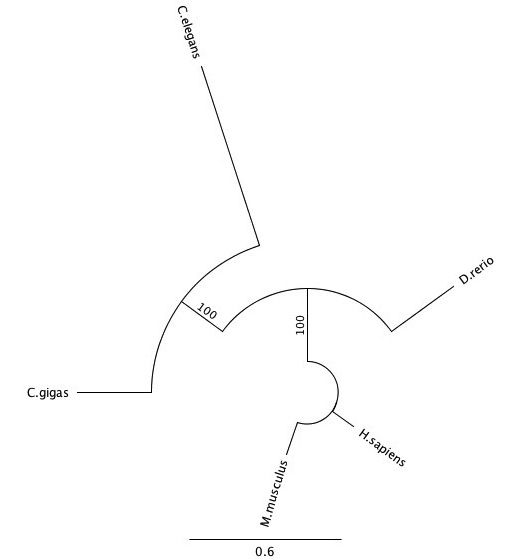 C.elegans
D.rerio
100
100
C.gigas
H.sapiens
M.musculus
0.6